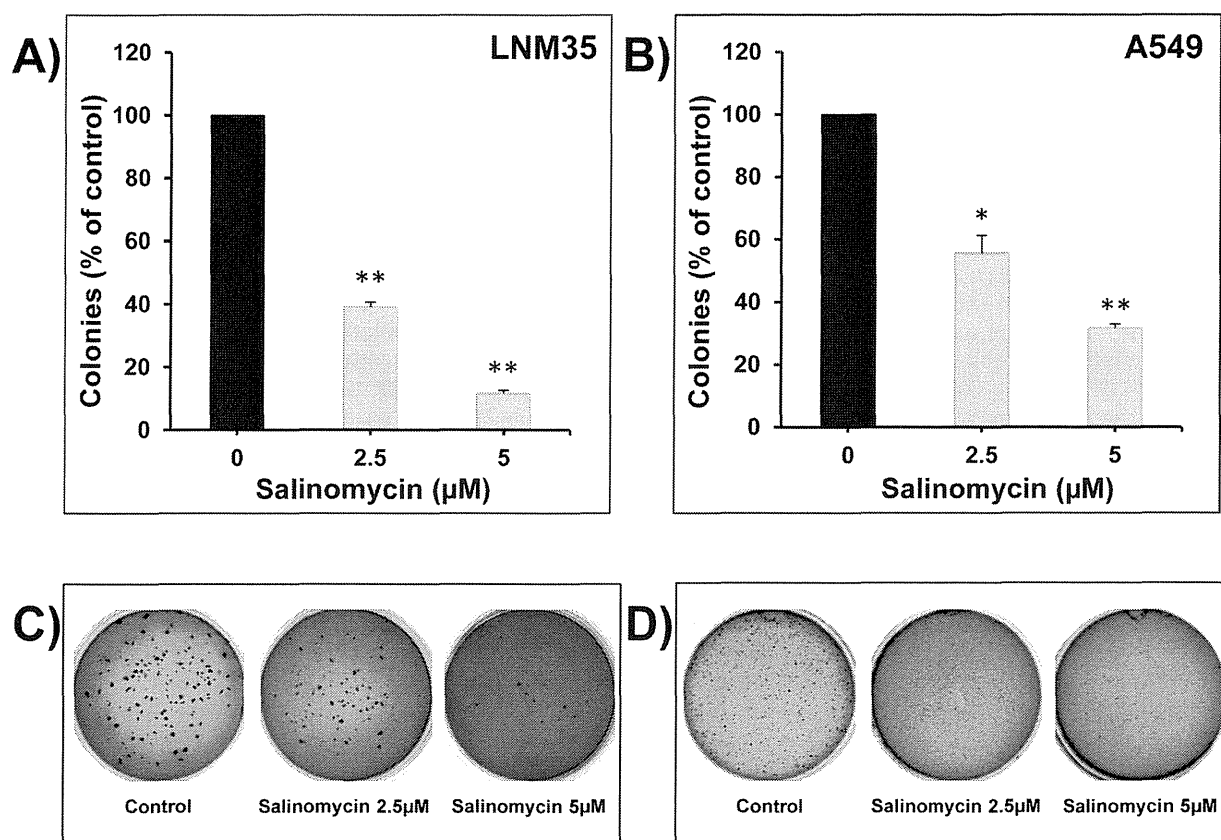 A)
LNM35
120
100
80
60
40
20
0
Colonies (% of control)
**
**
0 2.5 5
Salinomycin (µM)
B)
A549
120
100
80
60
40
20
0
Colonies (% of control)
*
**
0 2.5 5
Salinomycin (µM)
C)
Control Salinomycin 2.5µM Salinomycin 5µM
D)
Control Salinomycin 2.5µM Salinomycin 5µM